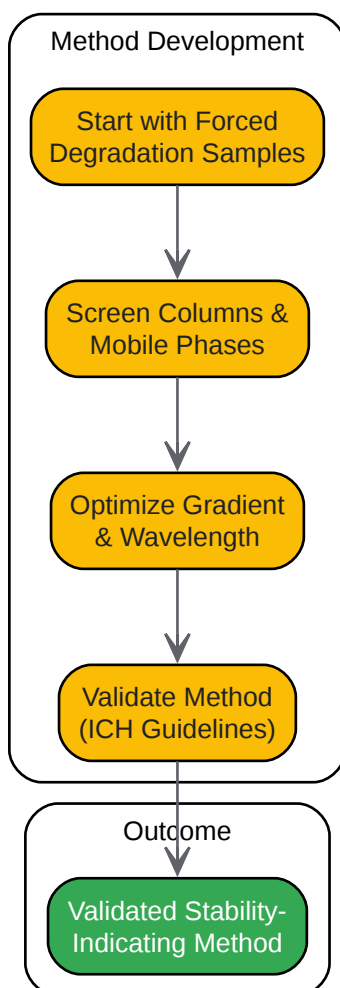 Method Development
Start with Forced
Degradation Samples
Screen Columns &
Mobile Phases
Optimize Gradient
& Wavelength
Validate Method
(ICH Guidelines)
Outcome
Validated Stability-
Indicating Method